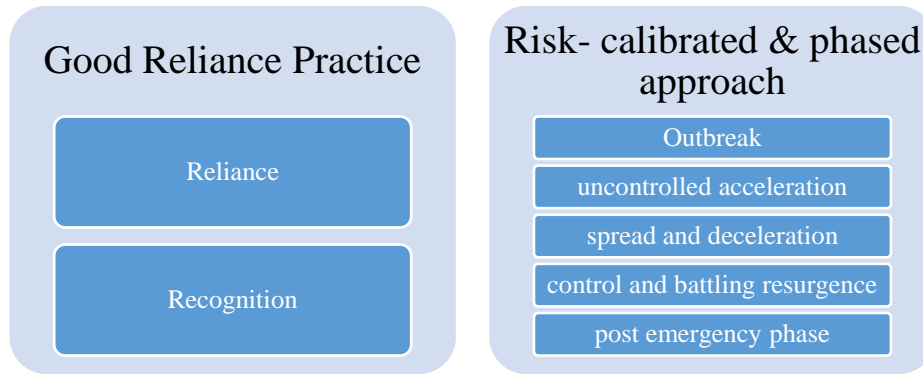 Good Reliance Practice
Reliance
Recognition
Risk- calibrated & phased
approach
Outbreak
uncontrolled acceleration
spread and deceleration
control and battling resurgence
post emergency phase